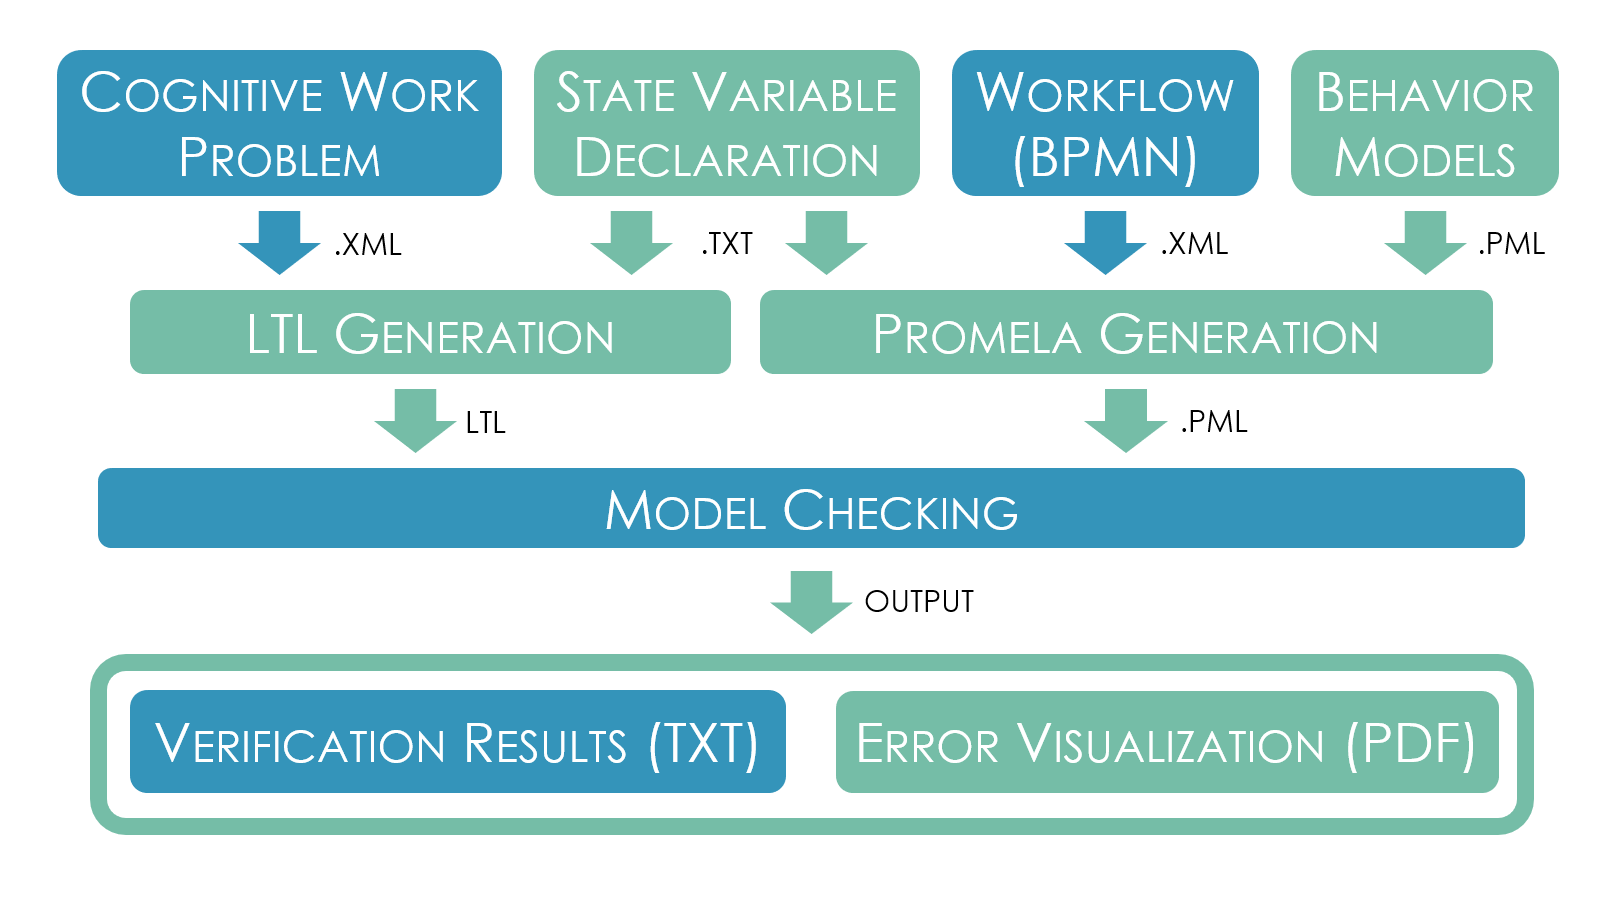 Cognitive Work
Problem
State Variable
Declaration
Workflow
(BPMN)
Behavior
Models
.XML
.TXT
.XML
.PML
LTL Generation
Promela Generation
LTL
.PML
Model Checking
OUTPUT
Verification Results (TXT)
Error Visualization (PDF)